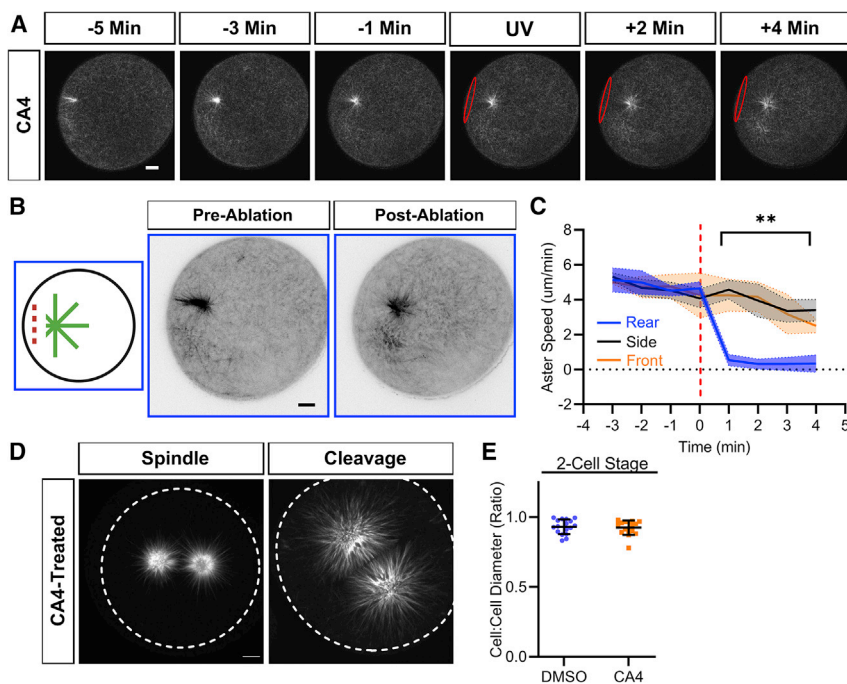 A
-5 Min
-3 Min
-1 Min
UV
+2 Min
+4 Min
CA4
B
Pre-Ablation
Post-Ablation
C
Aster Speed (um/min)
8
6
4
2
0
-2
**
Rear
Side
Front
-4
-3
-2
-1
0
1
2
3
4
5
Time (min)
D
Spindle
Cleavage
CA4-Treated
E
2-Cell Stage
Cell:Cell Diameter (Ratio)
1.0
0.5
0.0
DMSO
CA4